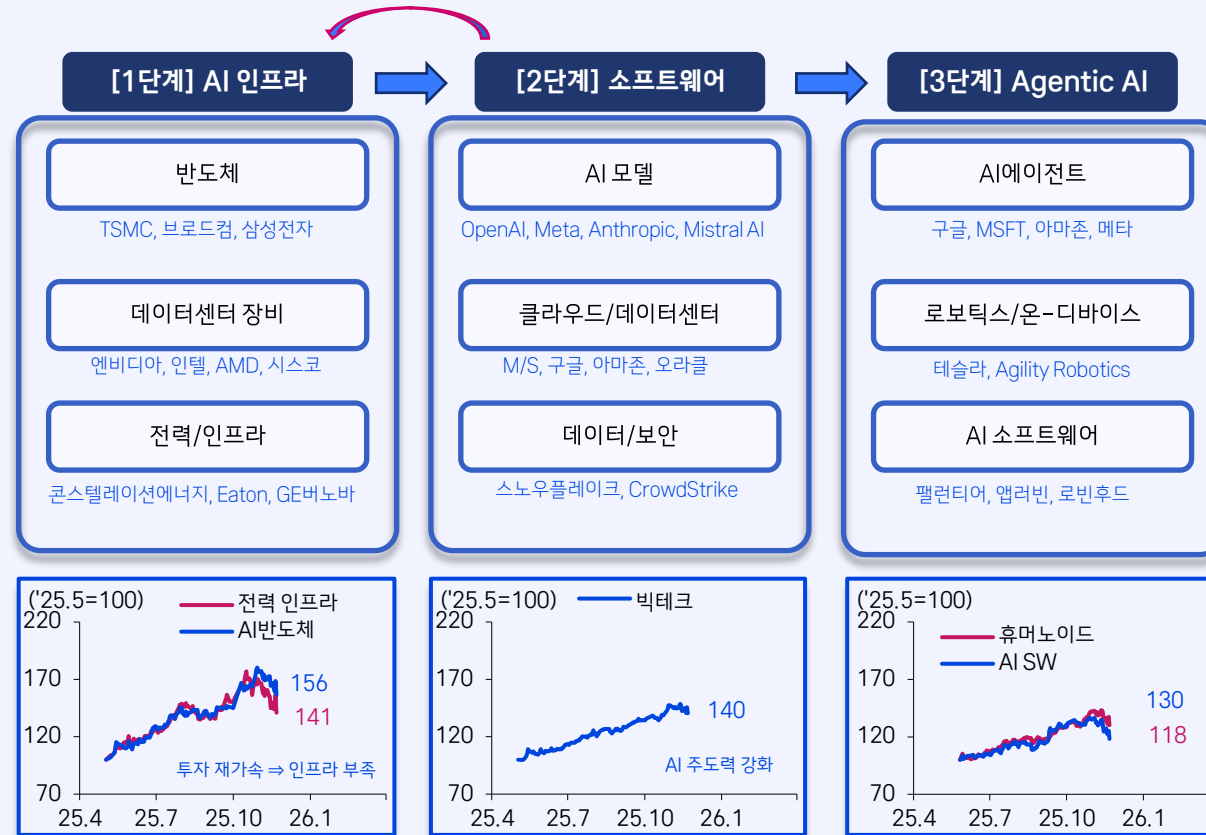 [1단계] AI 인프라
반도체
TSMC, 브로드컴, 삼성전자
데이터센터 장비
엔비디아, 인텔, AMD, 시스코
전력/인프라
콘스텔레이션에너지, Eaton, GE버노바
[2단계] 소프트웨어
AI 모델
OpenAI, Meta, Anthropic, Mistral AI
클라우드/데이터센터
M/S, 구글, 아마존, 오라클
데이터/보안
스노우플레이크, CrowdStrike
[3단계] Agentic AI
AI에이전트
구글, MSFT, 아마존, 메타
로보틱스/온-디바이스
테슬라, Agility Robotics
AI 소프트웨어
팰런티어, 앱러빈, 로빈후드
('25.5=100)
전력 인프라
AI반도체
220
170
120
70
156
141
투자 재가속 ⇒ 인프라 부족
25.4 25.7 25.10 26.1
('25.5=100)
빅테크
220
170
120
70
140
AI 주도력 강화
25.4 25.7 25.10 26.1
('25.5=100)
휴머노이드
AI SW
220
170
120
70
130
118
25.4 25.7 25.10 26.1